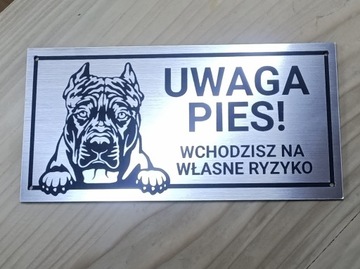 UWAGA
PIES!
WCHODZISZ NA
WŁASNE RYZYKO